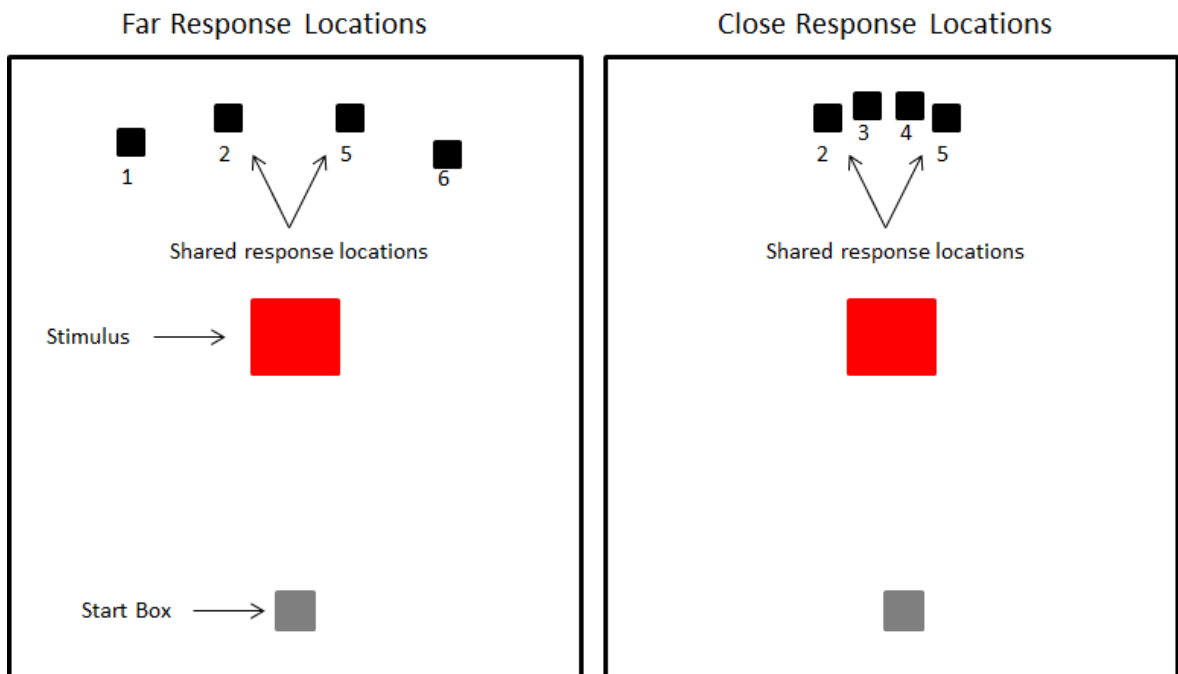 Far Response Locations
1
2
5
6
Shared response locations
Stimulus
Start Box
Close Response Locations
2
3
4
5
Shared response locations